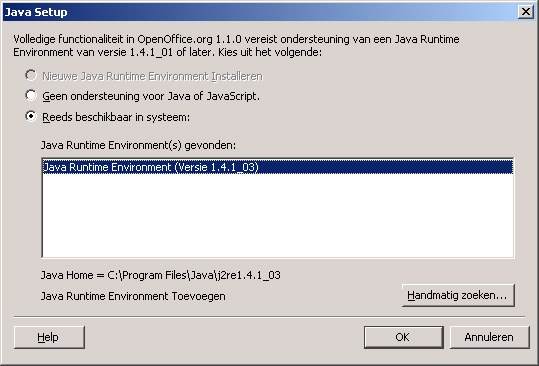 Java Setup
Volledige functionaliteit in OpenOffice.org 1.1.0 vereist ondersteuning van een Java Runtime
Environment van versie 1.4.1_01 of later. Kies uit het volgende:
Nieuwe Java Runtime Environment Installeren
Geen ondersteuning voor Java of JavaScript.
Reeds beschikbaar in systeem:
Java Runtime Environment(s) gevonden:
Java Runtime Environment (Versie 1.4.1_03)
Java Home = C:\Program Files\Java\j2re1.4.1_03
Java Runtime Environment Toevoegen
Handmatig zoeken...
Help
OK
Annuleren